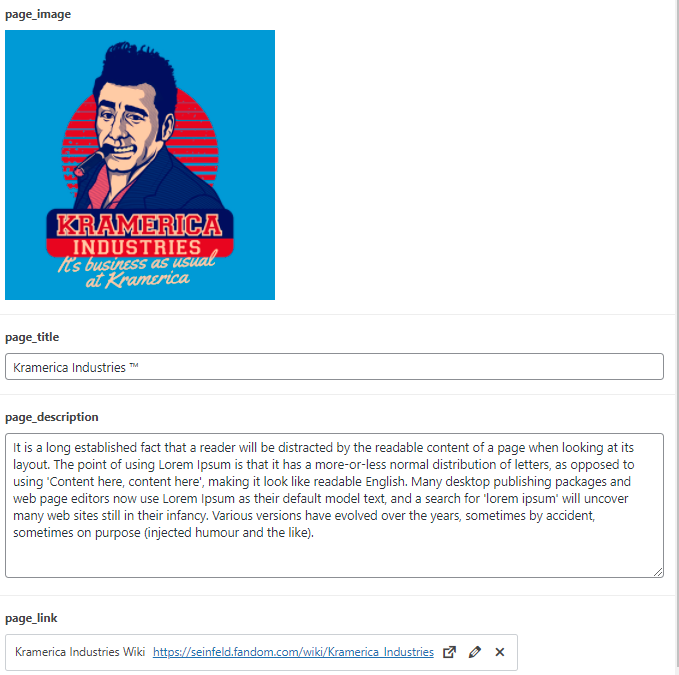 page_image
KRAMERICA
INDUSTRIES
It's business as usual
at Kramerica
page_title
Kramerica Industries ™
page_description
It is a long established fact that a reader will be distracted by the readable content of a page when looking at its
layout. The point of using Lorem Ipsum is that it has a more-or-less normal distribution of letters, as opposed to
using 'Content here, content here', making it look like readable English. Many desktop publishing packages and
web page editors now use Lorem Ipsum as their default model text, and a search for 'lorem ipsum' will uncover
many web sites still in their infancy. Various versions have evolved over the years, sometimes by accident,
sometimes on purpose (injected humour and the like).
page_link
Kramerica Industries Wiki https://seinfeld.fandom.com/wiki/Kramerica_Industries